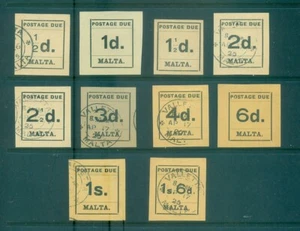 POSTAGE DUE
½d.
MALTA.
POSTAGE DUE
1d.
MALTA.
POSTAGE DUE
1½d.
MALTA.
POSTAGE DUE
2d.
MALTA.
POSTAGE DUE
2½d.
MALTA.
POSTAGE DUE
3d.
MALTA.
POSTAGE DUE
4d.
MALTA.
POSTAGE DUE
6d.
MALTA.
POSTAGE DUE
1s.
MALTA.
POSTAGE DUE
1s.6d.
MALTA.